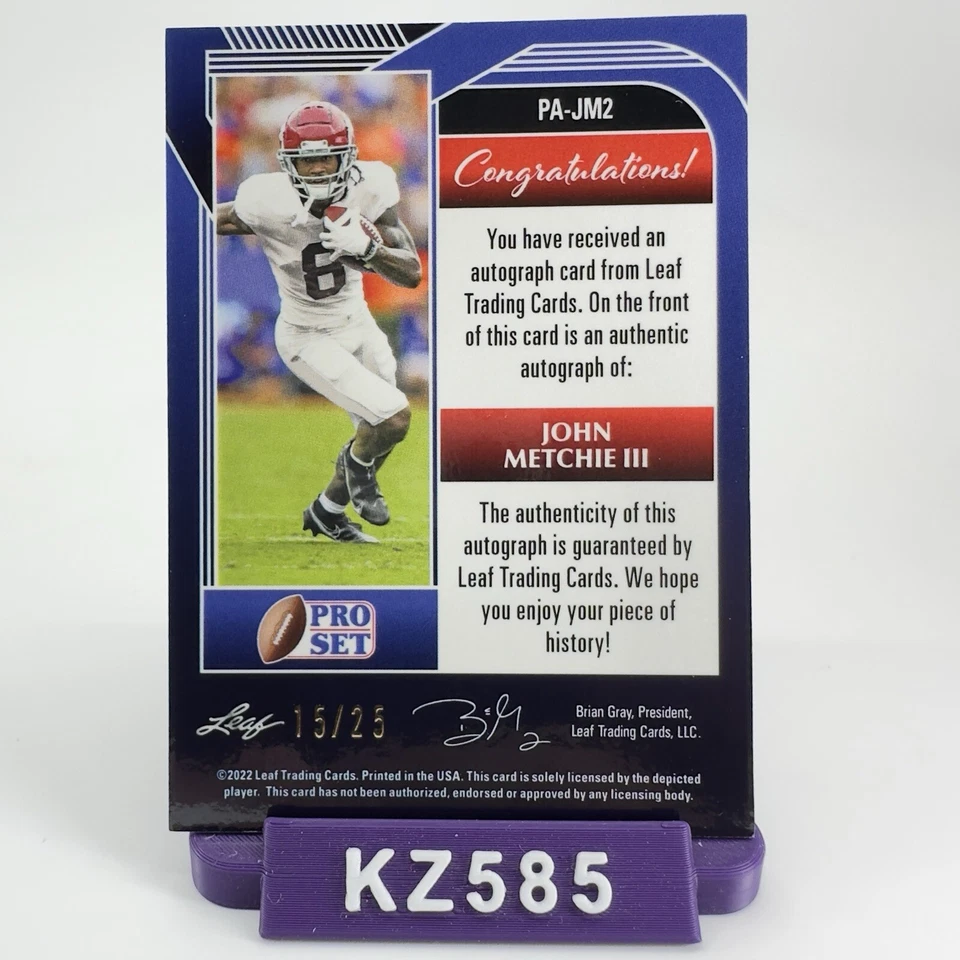 PA-JM2
Congratulations!
You have received an
autograph card from Leaf
Trading Cards. On the front
of this card is an authentic
autograph of:
JOHN
METCHIE III
The authenticity of this
autograph is guaranteed by
Leaf Trading Cards. We hope
you enjoy your piece of
history!
8
PRO
SET
Leaf
15/25
Brian Gray, President,
Leaf Trading Cards, LLC.
©2022 Leaf Trading Cards. Printed in the USA. This card is solely licensed by the depicted
player. This card has not been authorized, endorsed or approved by any licensing body.
KZ585